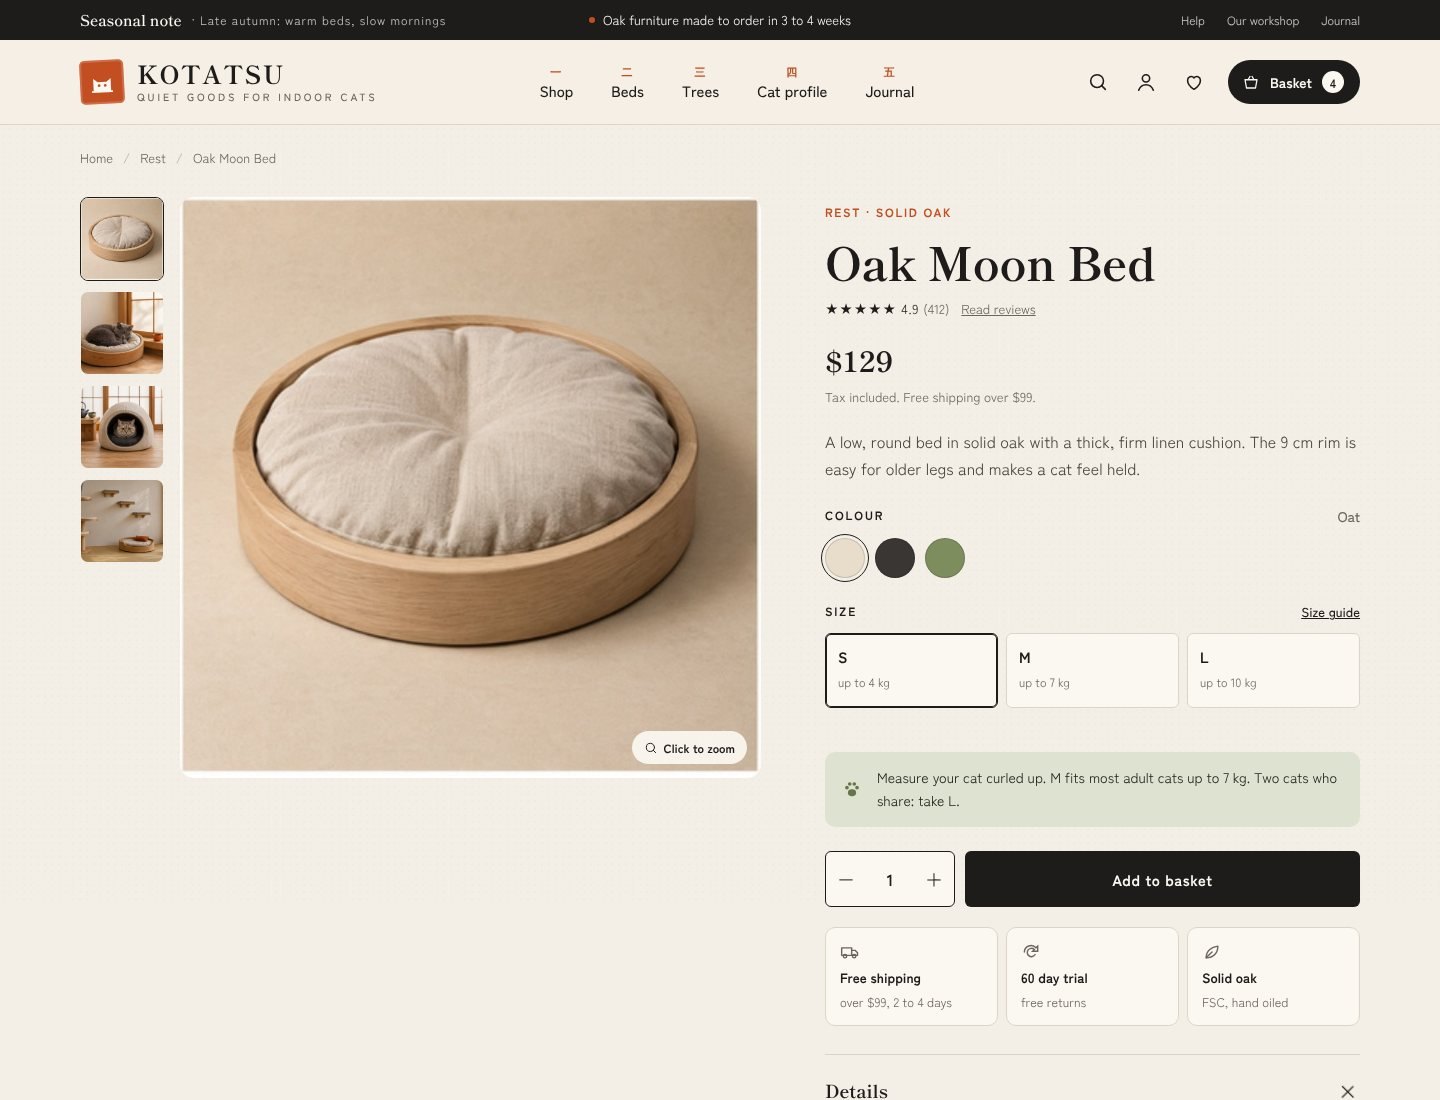 Seasonal note · Late autumn: warm beds, slow mornings
Oak furniture made to order in 3 to 4 weeks
Help Our workshop Journal
KOTATSU
QUIET GOODS FOR INDOOR CATS
一 二 三 四 五
Shop Beds Trees Cat profile Journal
Basket 4
Home / Rest / Oak Moon Bed
REST · SOLID OAK
Oak Moon Bed
★★★★★ 4.9 (412) Read reviews
$129
Tax included. Free shipping over $99.
A low, round bed in solid oak with a thick, firm linen cushion. The 9 cm rim is
easy for older legs and makes a cat feel held.
COLOUR Oat
SIZE Size guide
S
up to 4 kg
M
up to 7 kg
L
up to 10 kg
Click to zoom
Measure your cat curled up. M fits most adult cats up to 7 kg. Two cats who
share: take L.
1
Add to basket
Free shipping
over $99, 2 to 4 days
60 day trial
free returns
Solid oak
FSC, hand oiled
Details